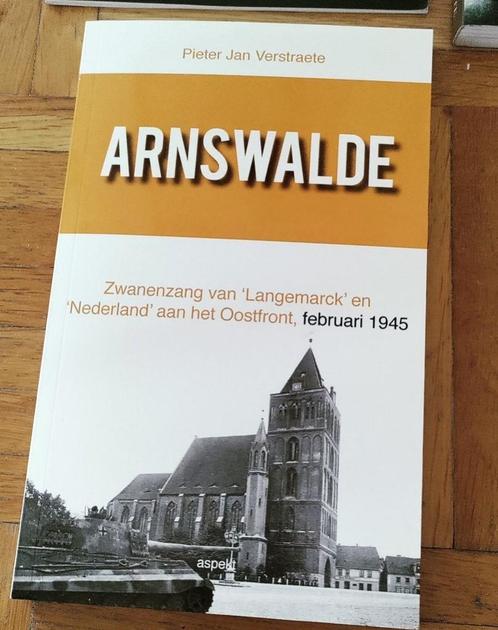 Pieter Jan Verstraete
ARNSWALDE
Zwanenzang van ‘Langemarck’ en
‘Nederland’ aan het Oostfront, februari 1945
aspekt